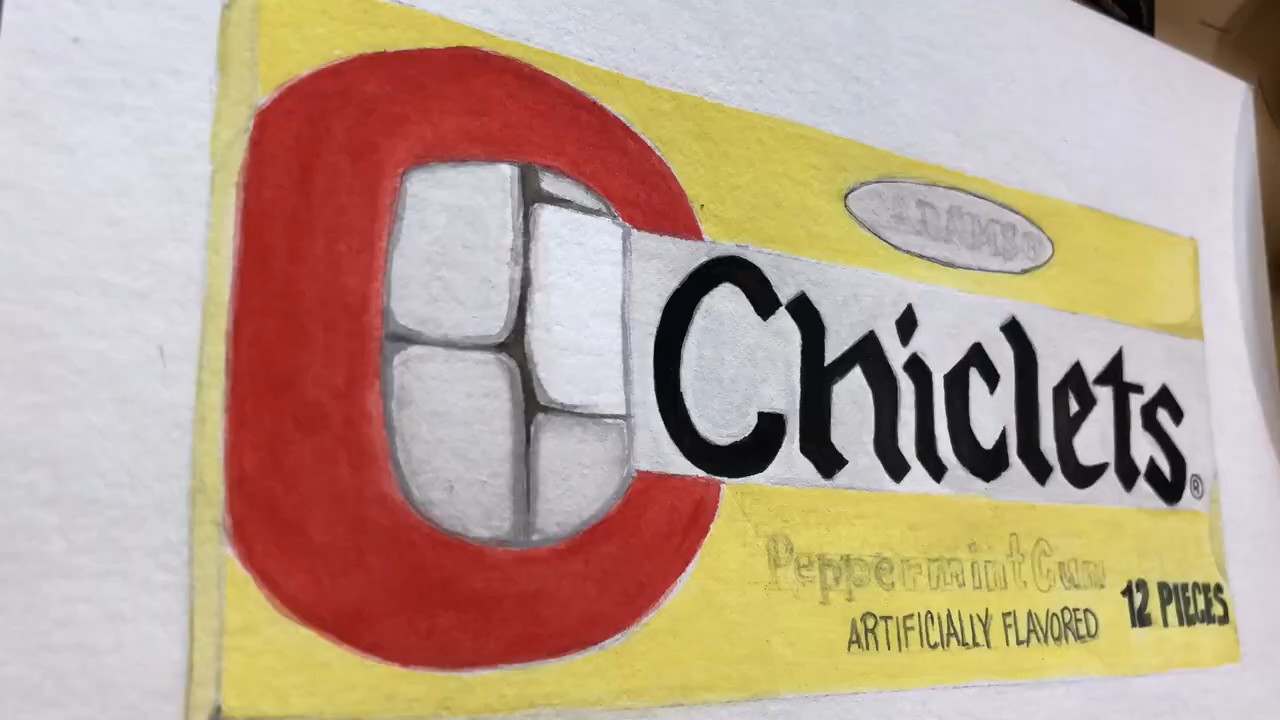 ADAMS®
Chiclets®
Peppermint Gum
ARTIFICIALLY FLAVORED
12 PIECES